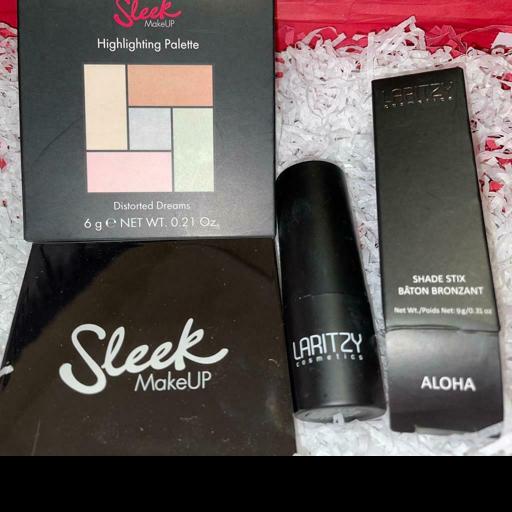 Sleek
MakeUP
Highlighting Palette
Distorted Dreams
6 g e NET WT. 0.21 Oz.
Sleek
MakeUP
LARITZY
cosmetics
LARITZY
cosmetics
SHADE STIX
BÂTON BRONZANT
Net Wt./Poids Net: 9g/0.31 oz
ALOHA